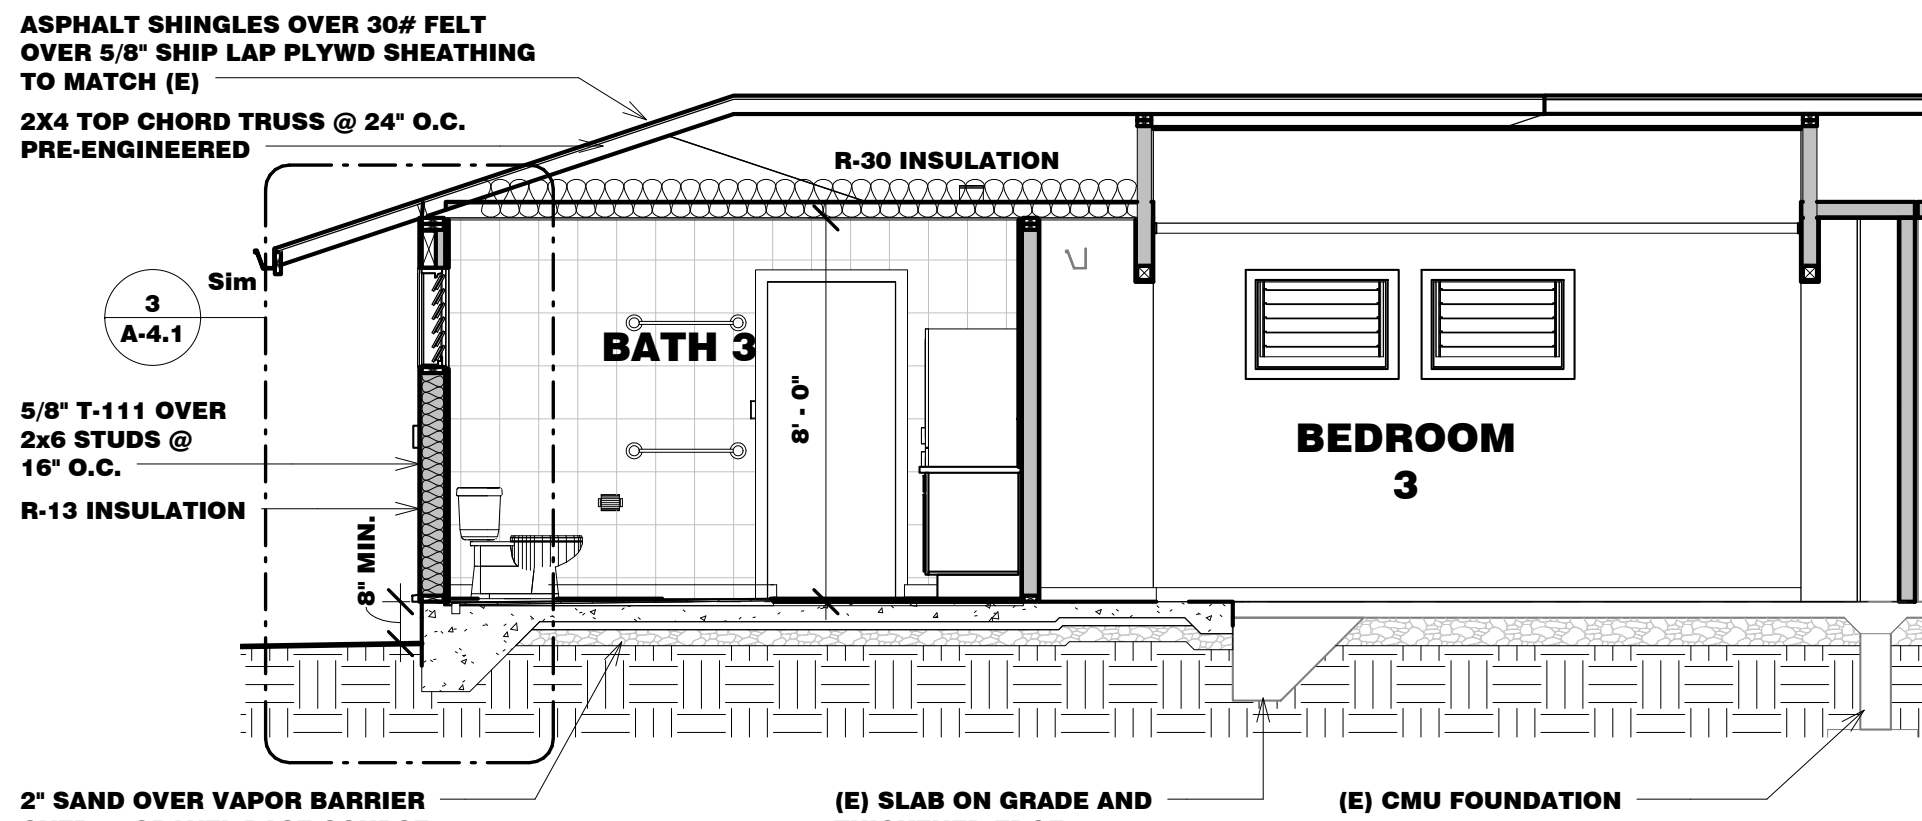 ASPHALT SHINGLES OVER 30# FELT
OVER 5/8" SHIP LAP PLYWD SHEATHING
TO MATCH (E)
2X4 TOP CHORD TRUSS @ 24" O.C.
PRE-ENGINEERED
R-30 INSULATION
Sim
3
A-4.1
BATH 3
8' - 0"
BEDROOM
3
5/8" T-111 OVER
2x6 STUDS @
16" O.C.
R-13 INSULATION
8" MIN.
2" SAND OVER VAPOR BARRIER
(E) SLAB ON GRADE AND
(E) CMU FOUNDATION